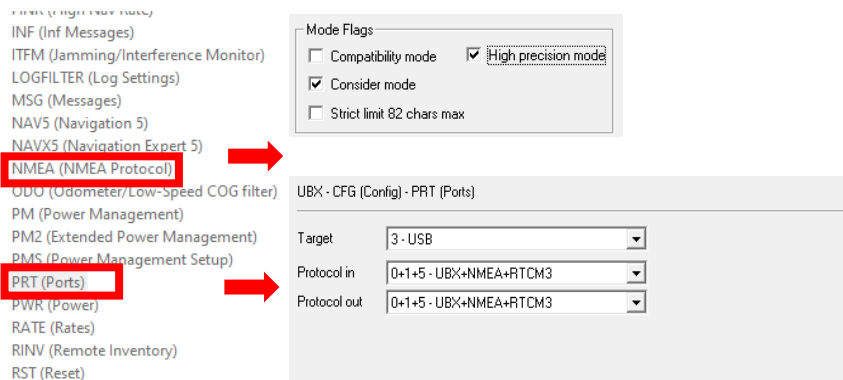 INF (Inf Messages)
ITFM (Jamming/Interference Monitor)
LOGFILTER (Log Settings)
MSG (Messages)
NAV5 (Navigation 5)
NAVX5 (Navigation Expert 5)
NMEA (NMEA Protocol)
ODO (Odometer/Low-Speed COG filter)
PM (Power Management)
PM2 (Extended Power Management)
PMS (Power Management Setup)
PRT (Ports)
PWR (Power)
RATE (Rates)
RINV (Remote Inventory)
RST (Reset)
Mode Flags
Compatibility mode
High precision mode
Consider mode
Strict limit 82 chars max
UBX - CFG (Config) - PRT (Ports)
Target 3 - USB
Protocol in 0+1+5 - UBX+NMEA+RTCM3
Protocol out 0+1+5 - UBX+NMEA+RTCM3